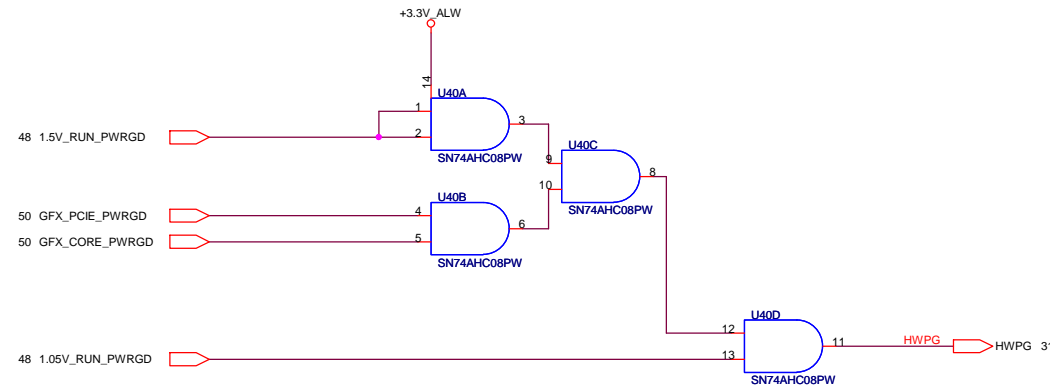 +3.3V_ALW
14
U40A
1
2
3
SN74AHC08PW
48 1.5V_RUN_PWRGD
U40C
9
10
8
SN74AHC08PW
U40B
50 GFX_PCIE_PWRGD
4
50 GFX_CORE_PWRGD
5
6
SN74AHC08PW
U40D
12
13
11
HWPG
HWPG 31
48 1.05V_RUN_PWRGD
SN74AHC08PW